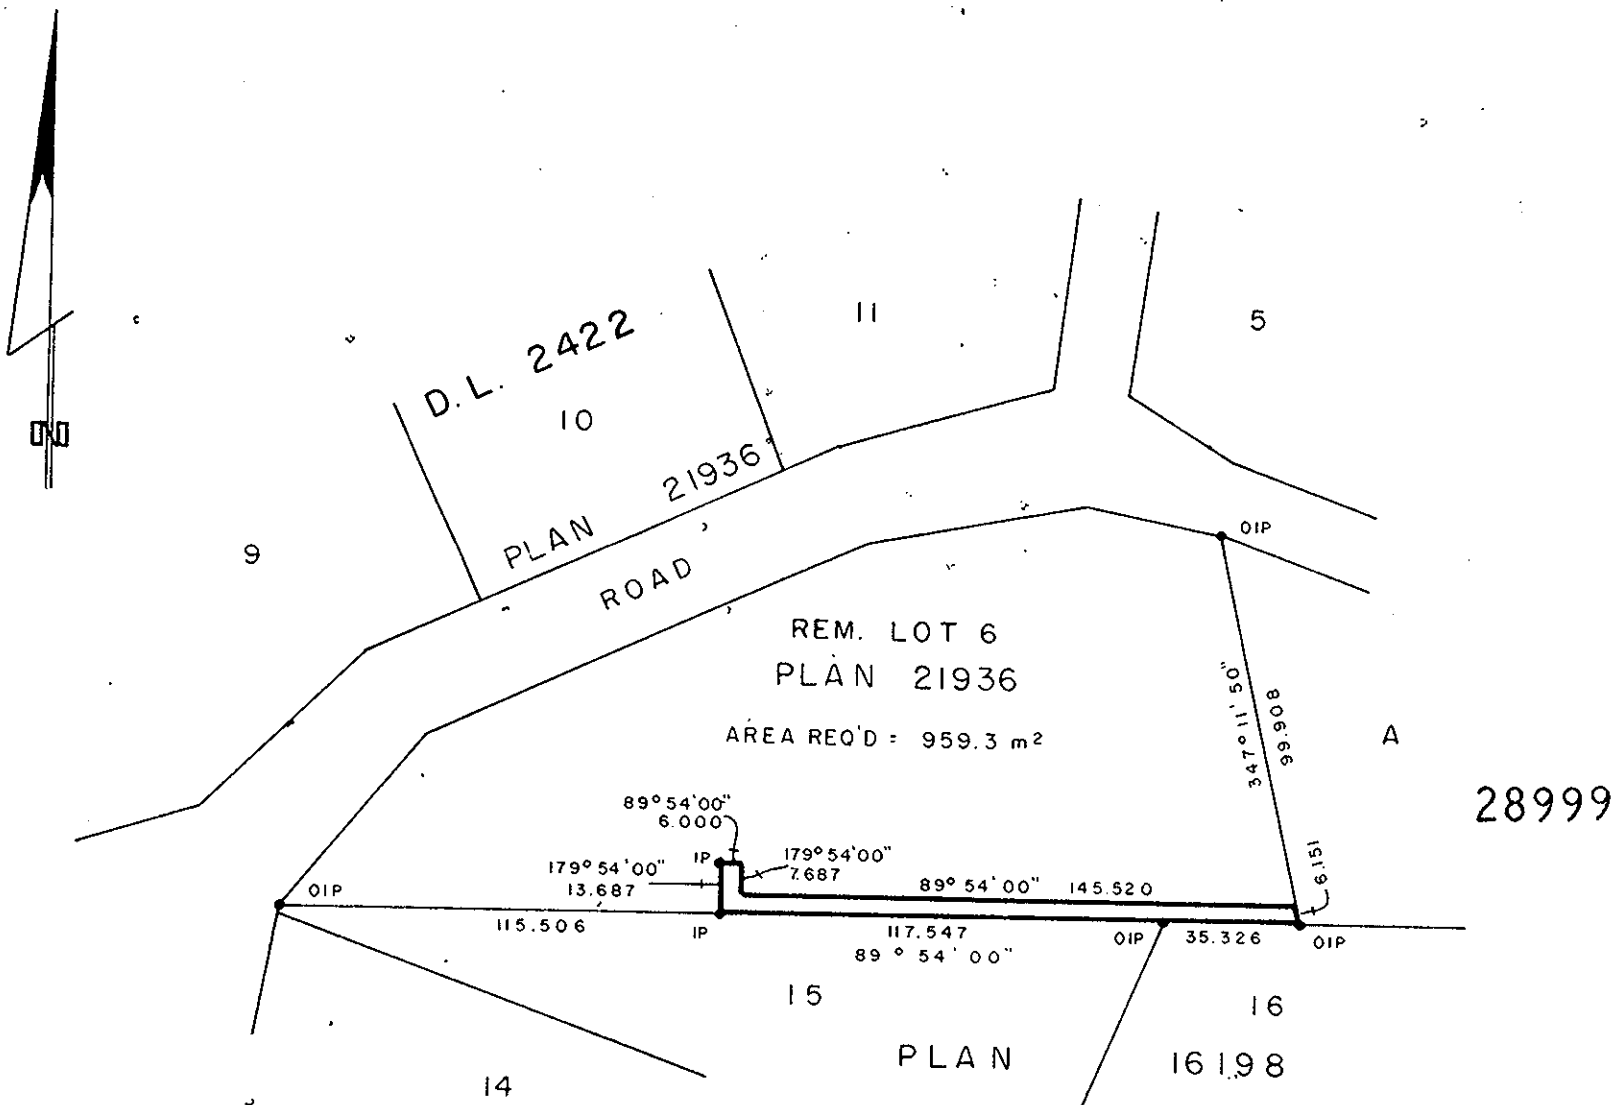 11
5
D.L. 2422
10
PLAN 21936
9
ROAD
OIP
REM. LOT 6
PLAN 21936
AREA REQ'D = 959.3 m²
347° 11' 50"
99.908
A
28999
89° 54' 00"
6.000
IP
179° 54' 00"
13.687
179° 54' 00"
7.687
89° 54' 00" 145.520
6.151
OIP
115.506
IP
117.547
89° 54' 00"
OIP
35.326
OIP
15
16
PLAN 16198
14
N